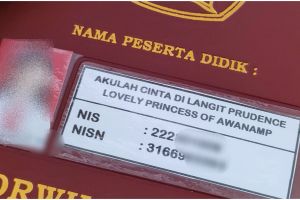 NAMA PESERTA DIDIK :
AKULAH CINTA DI LANGIT PRUDENCE
LOVELY PRINCESS OF AWANAMP
NIS : 222
NISN : 31669